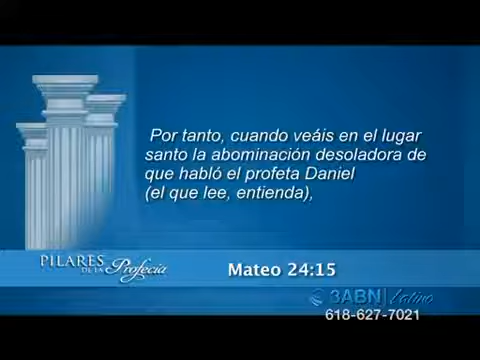 Por tanto, cuando veáis en el lugar
santo la abominación desoladora de
que habló el profeta Daniel
(el que lee, entienda),
PILARES
DE LA Profecía
Mateo 24:15
3ABN Latino
618-627-7021